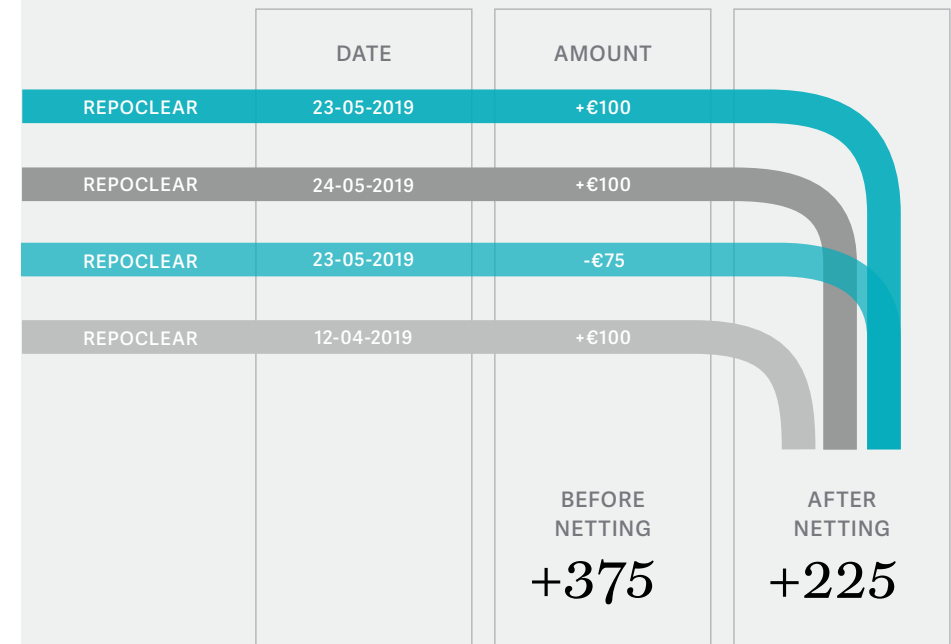 DATE AMOUNT
REPOCLEAR 23-05-2019 +€100
REPOCLEAR 24-05-2019 +€100
REPOCLEAR 23-05-2019 -€75
REPOCLEAR 12-04-2019 +€100
BEFORE
NETTING
+375
AFTER
NETTING
+225